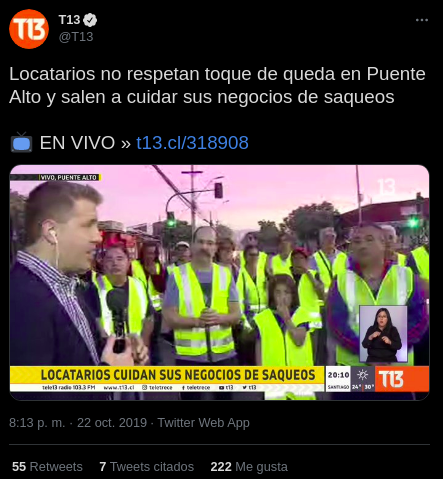 T13
@T13
Locatarios no respetan toque de queda en Puente
Alto y salen a cuidar sus negocios de saqueos
EN VIVO » t13.cl/318908
VIVO, PUENTE ALTO
13
LOCATARIOS CUIDAN SUS NEGOCIOS DE SAQUEOS
20:10
SANTIAGO
24° 30°
T13
tele13 radio 103.3 FM www.t13.cl teletrece teletrece t13 t13
8:13 p. m. · 22 oct. 2019 · Twitter Web App
55 Retweets 7 Tweets citados 222 Me gusta